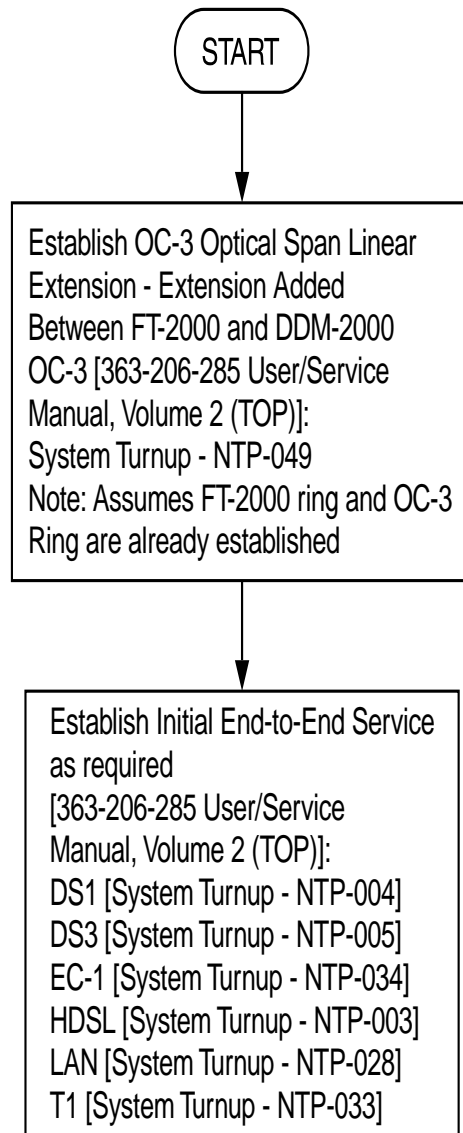 START
Establish OC-3 Optical Span Linear
Extension - Extension Added
Between FT-2000 and DDM-2000
OC-3 [363-206-285 User/Service
Manual, Volume 2 (TOP)]:
System Turnup - NTP-049
Note: Assumes FT-2000 ring and OC-3
Ring are already established
Establish Initial End-to-End Service
as required
[363-206-285 User/Service
Manual, Volume 2 (TOP)]:
DS1 [System Turnup - NTP-004]
DS3 [System Turnup - NTP-005]
EC-1 [System Turnup - NTP-034]
HDSL [System Turnup - NTP-003]
LAN [System Turnup - NTP-028]
T1 [System Turnup - NTP-033]